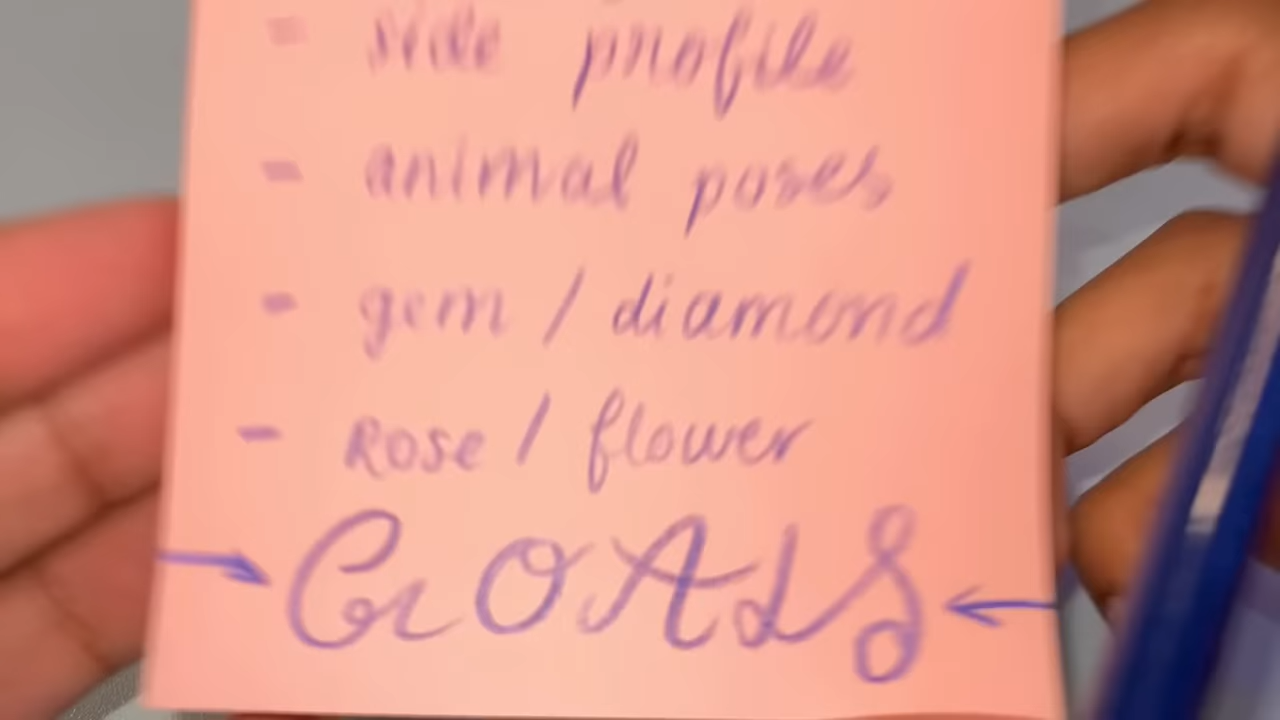 - side profile
- animal poses
- gem / diamond
- Rose / flower
→ GOALS ←